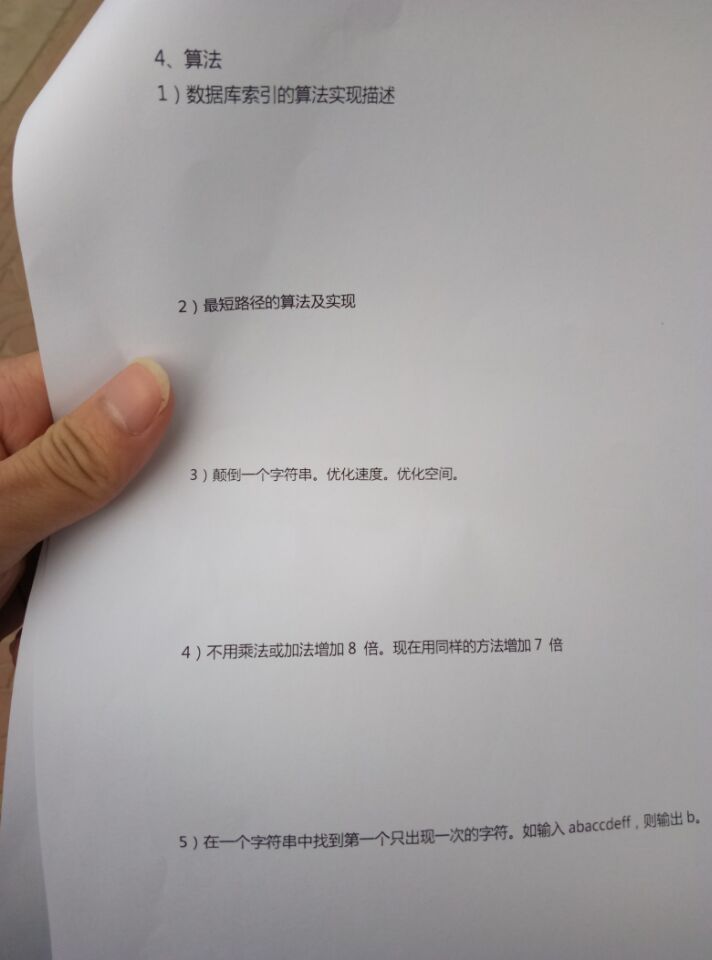 4、算法
1）数据库索引的算法实现描述
2）最短路径的算法及实现
3）颠倒一个字符串。优化速度。优化空间。
4）不用乘法或加法增加 8 倍。现在用同样的方法增加 7 倍
5）在一个字符串中找到第一个只出现一次的字符。如输入 abaccdeff，则输出 b。